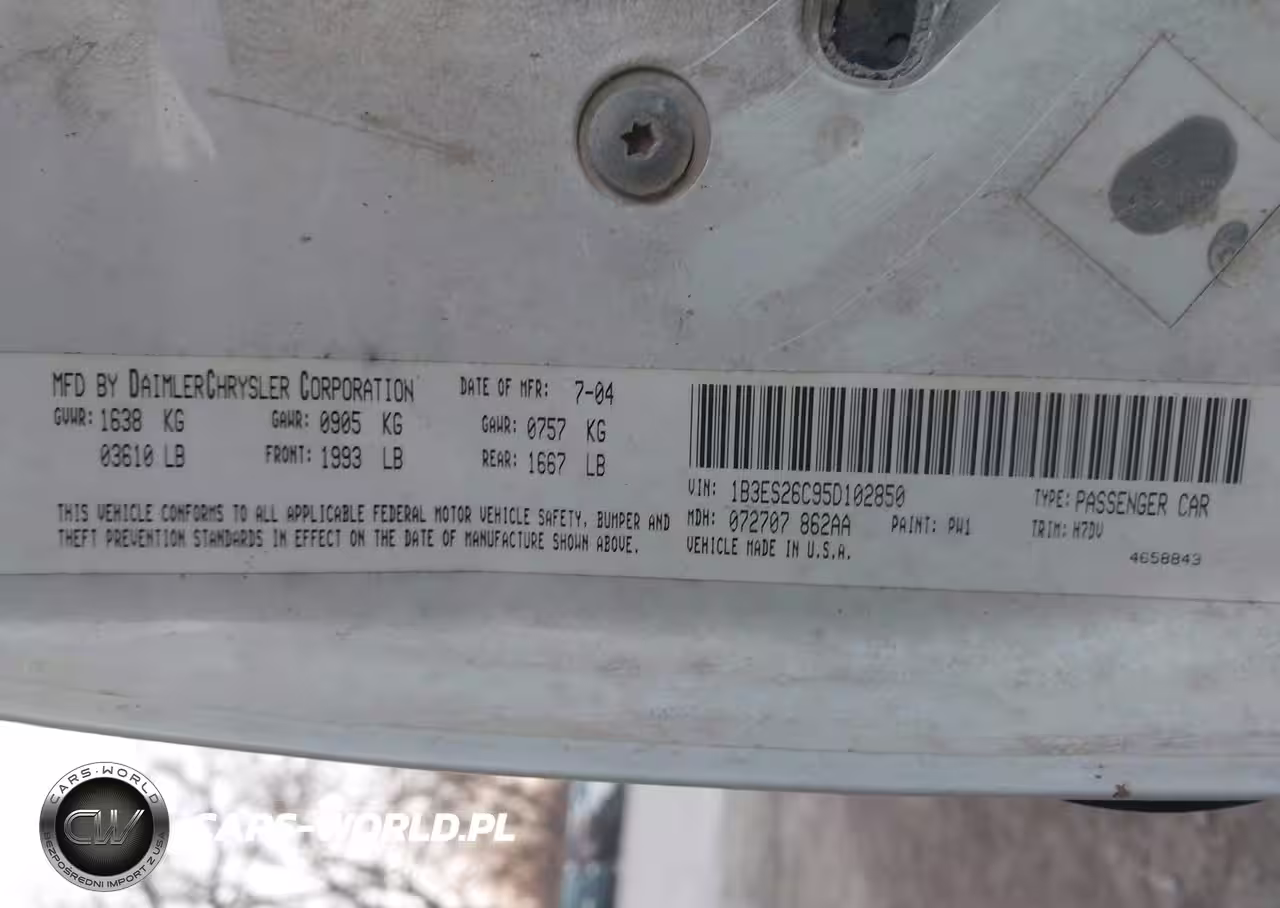 MFD BY DAIMLERCHRYSLER CORPORATION DATE OF MFR: 7-04
GVWR: 1638 KG GAWR: 0905 KG GAWR: 0757 KG
03610 LB FRONT: 1993 LB REAR: 1667 LB
THIS VEHICLE CONFORMS TO ALL APPLICABLE FEDERAL MOTOR VEHICLE SAFETY, BUMPER AND
THEFT PREVENTION STANDARDS IN EFFECT ON THE DATE OF MANUFACTURE SHOWN ABOVE.
VIN: 1B3ES26C95D102850 TYPE: PASSENGER CAR
MDH: 072707 862AA PAINT: PW1 TRIM: H7DV
VEHICLE MADE IN U.S.A. 4658843
CARS-WORLD
CW
BEZPOŚREDNI IMPORT Z USA
CARS-WORLD.PL